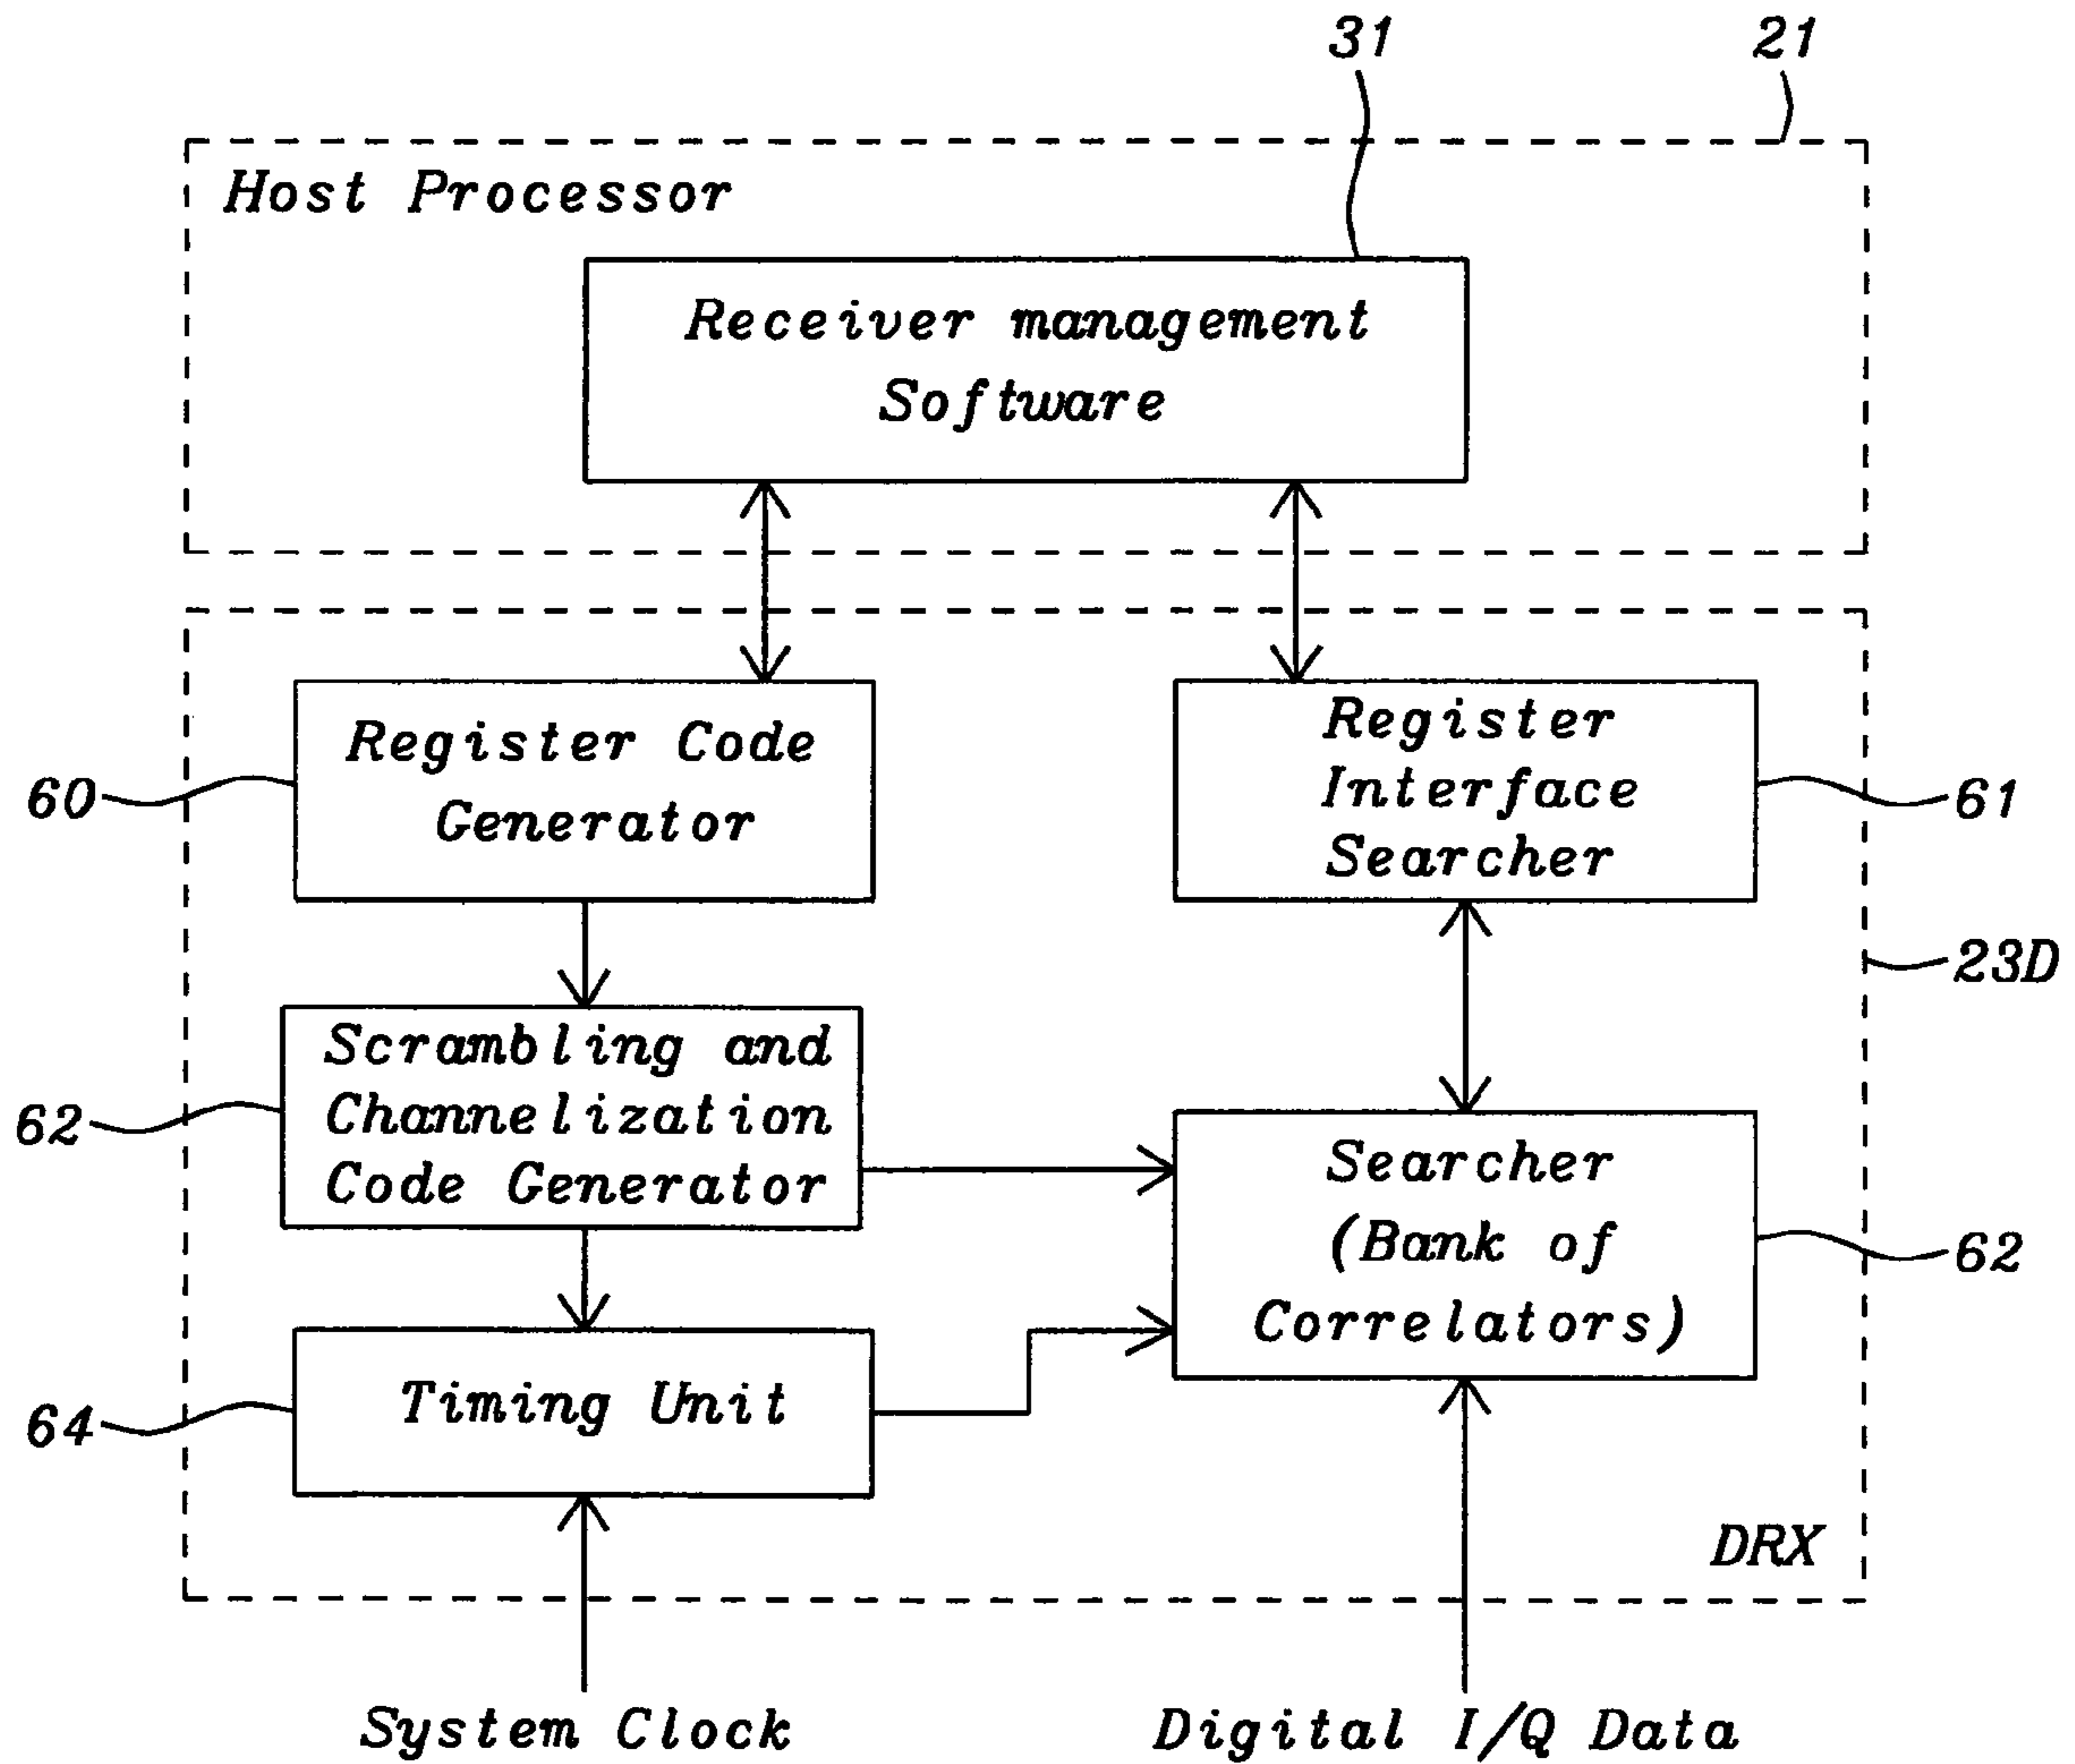 31
21
Host Processor
Receiver management
Software
Register Code
Generator
60
Register
Interface
Searcher
61
23D
Scrambling and
Channelization
Code Generator
62
Searcher
(Bank of
Correlators)
62
Timing Unit
64
DRX
System Clock
Digital I/Q Data